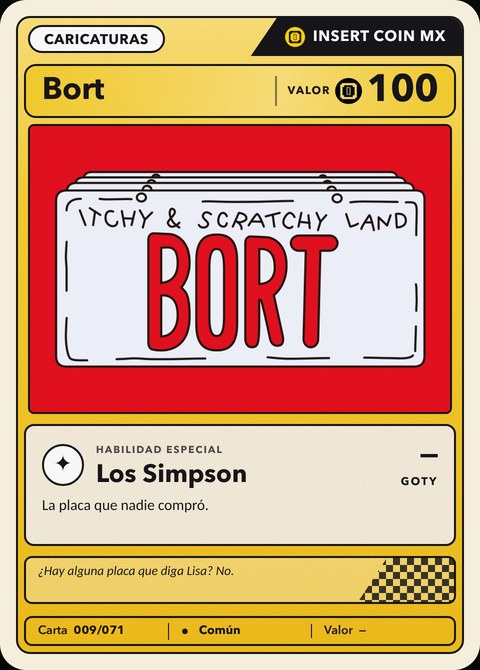 CARICATURAS
INSERT COIN MX
Bort
VALOR 100
ITCHY & SCRATCHY LAND
BORT
HABILIDAD ESPECIAL
Los Simpson
—
GOTY
La placa que nadie compró.
¿Hay alguna placa que diga Lisa? No.
Carta 009/071 • Común Valor –